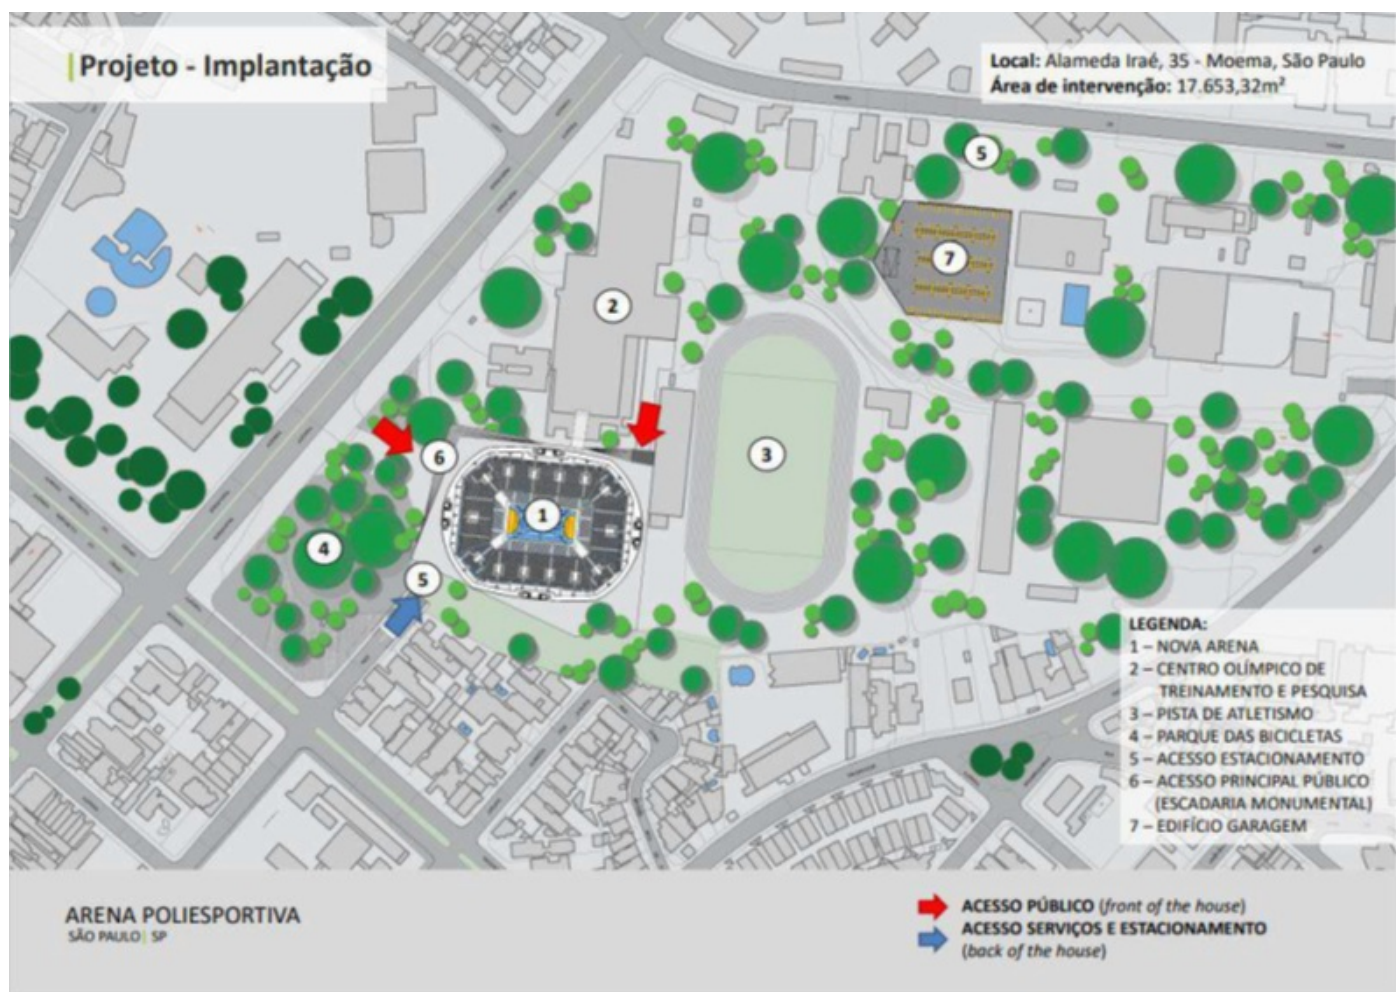 Projeto - Implantação
Local: Alameda Iraé, 35 - Moema, São Paulo
Área de intervenção: 17.653,32m²
5
7
2
6
3
1
4
5
LEGENDA:
1 – NOVA ARENA
2 – CENTRO OLÍMPICO DE
TREINAMENTO E PESQUISA
3 – PISTA DE ATLETISMO
4 – PARQUE DAS BICICLETAS
5 – ACESSO ESTACIONAMENTO
6 – ACESSO PRINCIPAL PÚBLICO
(ESCADARIA MONUMENTAL)
7 – EDIFÍCIO GARAGEM
ARENA POLIESPORTIVA
SÃO PAULO | SP
ACESSO PÚBLICO (front of the house)
ACESSO SERVIÇOS E ESTACIONAMENTO
(back of the house)